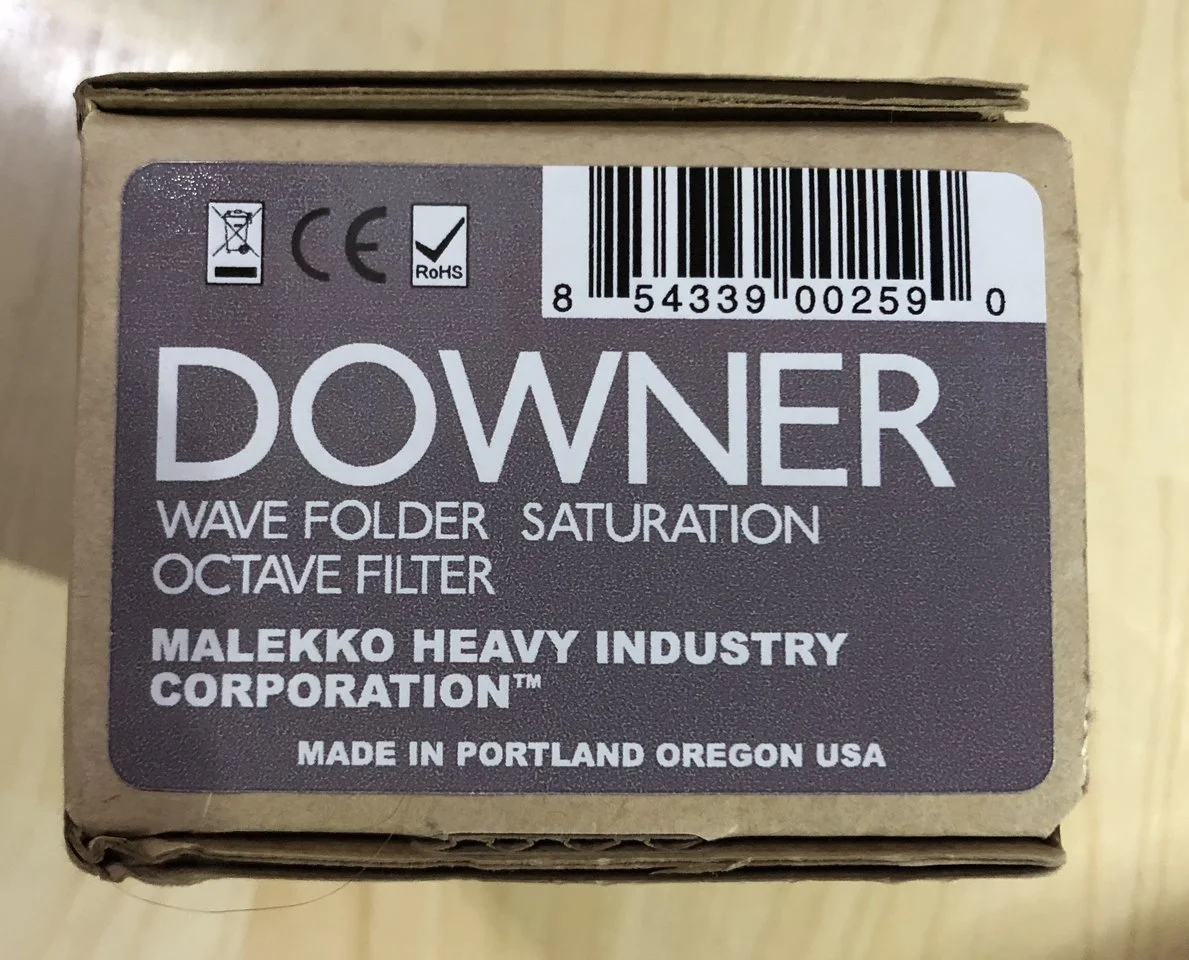 CE
RoHS
8 54339 00259 0
DOWNER
WAVE FOLDER SATURATION
OCTAVE FILTER
MALEKKO HEAVY INDUSTRY
CORPORATION™
MADE IN PORTLAND OREGON USA